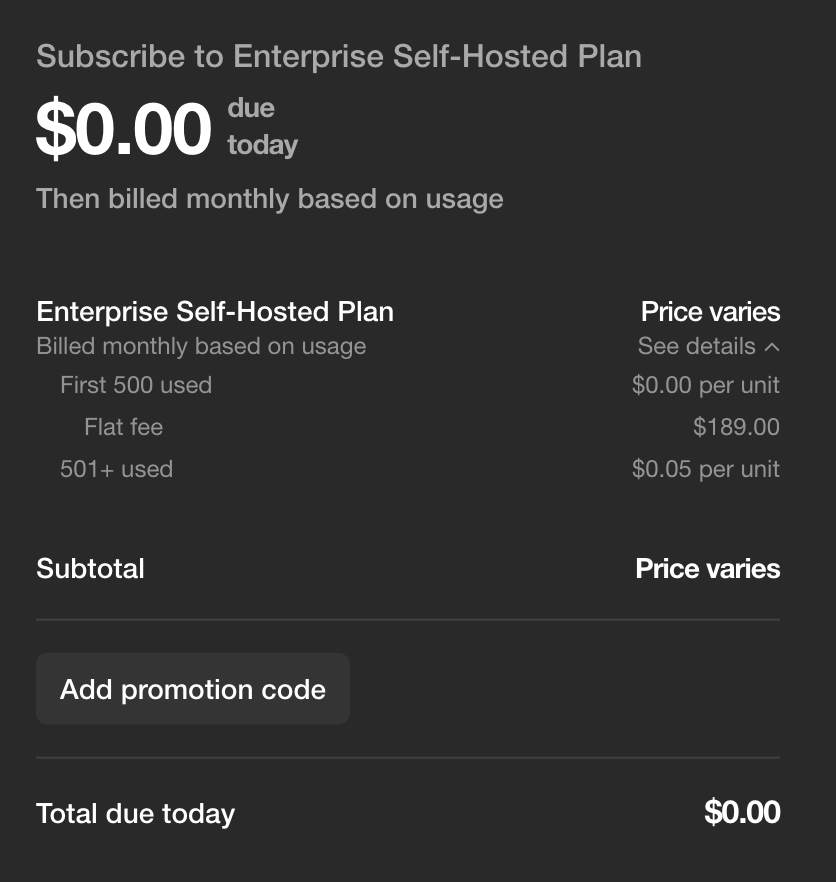 Subscribe to Enterprise Self-Hosted Plan
$0.00 due today
Then billed monthly based on usage
Enterprise Self-Hosted Plan Price varies
Billed monthly based on usage See details
First 500 used $0.00 per unit
Flat fee $189.00
501+ used $0.05 per unit
Subtotal Price varies
Add promotion code
Total due today $0.00